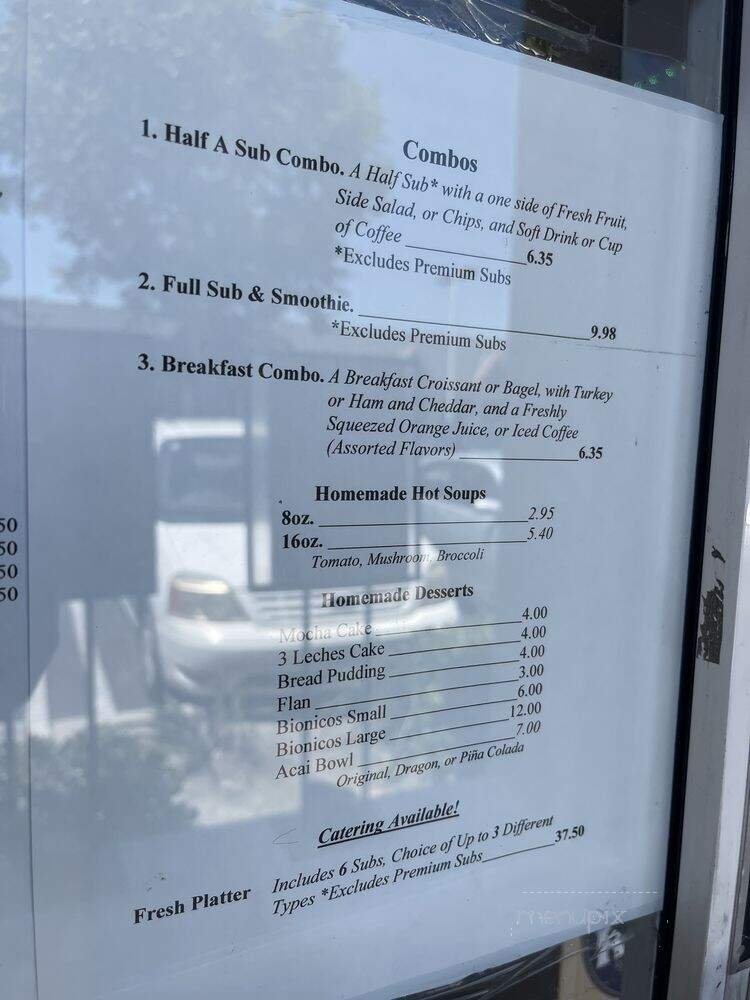 Combos
1. Half A Sub Combo. A Half Sub* with a one side of Fresh Fruit,
Side Salad, or Chips, and Soft Drink or Cup
of Coffee 6.35
*Excludes Premium Subs
2. Full Sub & Smoothie. 9.98
*Excludes Premium Subs
3. Breakfast Combo. A Breakfast Croissant or Bagel, with Turkey
or Ham and Cheddar, and a Freshly
Squeezed Orange Juice, or Iced Coffee
(Assorted Flavors) 6.35
50
50
50
50
Homemade Hot Soups
8oz. 2.95
16oz. 5.40
Tomato, Mushroom, Broccoli
Homemade Desserts
Mocha Cake 4.00
3 Leches Cake 4.00
Bread Pudding 4.00
Flan 3.00
Bionicos Small 6.00
Bionicos Large 12.00
Acai Bowl 7.00
Original, Dragon, or Piña Colada
Catering Available!
Fresh Platter Includes 6 Subs, Choice of Up to 3 Different
Types *Excludes Premium Subs 37.50
menupix